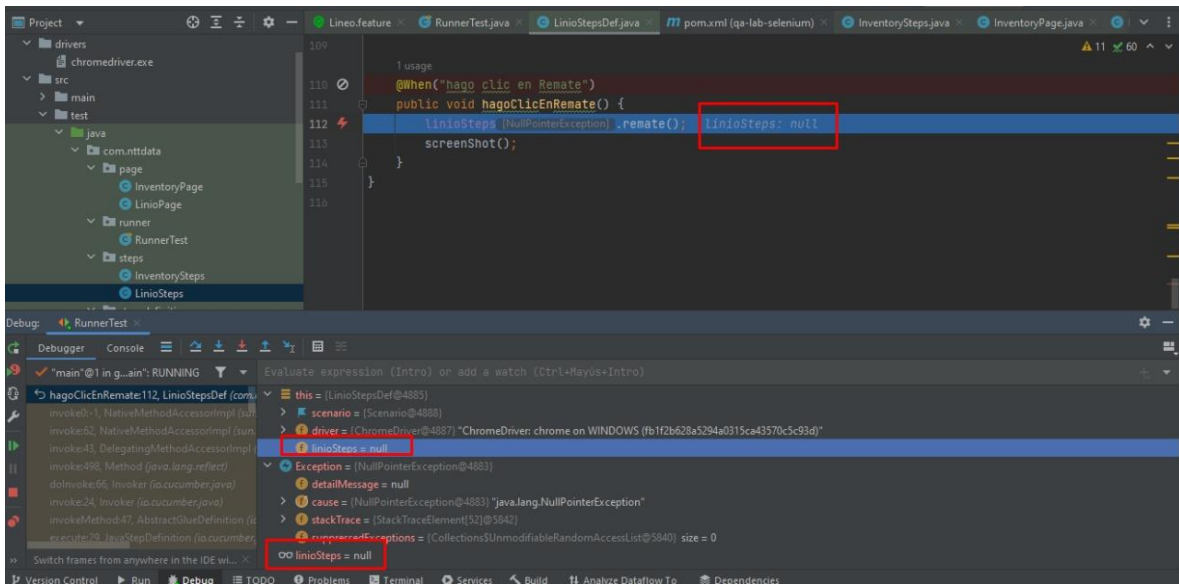 Project
Lineo.feature
RunnerTest.java
LinioStepsDef.java
pom.xml (qa-lab-selenium)
InventorySteps.java
InventoryPage.java
drivers
chromedriver.exe
src
main
test
java
com.nttdata
page
InventoryPage
LinioPage
runner
RunnerTest
steps
InventorySteps
LinioSteps
109
11 60
1 usage
110 @When("hago clic en Remate")
111 public void hagoClicEnRemate() {
112 linioSteps [NullPointerException] .remate(); linioSteps: null
113 screenShot();
114 }
115 }
116
Debug: RunnerTest
Debugger Console
"main"@1 in g...ain": RUNNING
Evaluate expression (Intro) or add a watch (Ctrl+Mayús+Intro)
hagoClicEnRemate:112, LinioStepsDef (com.
invoke0:-1, NativeMethodAccessorImpl (sun.
invoke:62, NativeMethodAccessorImpl (sun.
invoke:43, DelegatingMethodAccessorImpl (
invoke:498, Method (java.lang.reflect)
doInvoke:66, Invoker (io.cucumber.java)
invoke:24, Invoker (io.cucumber.java)
invokeMethod:47, AbstractGlueDefinition (io
execute:29, JavaStepDefinition (io.cucumber.
Switch frames from anywhere in the IDE wi...
this = {LinioStepsDef@4885}
scenario = {Scenario@4888}
driver = {ChromeDriver@4887} "ChromeDriver: chrome on WINDOWS (fb1f2b628a5294a0315ca43570c5c93d)"
linioSteps = null
Exception = {NullPointerException@4883}
detailMessage = null
cause = {NullPointerException@4883} "java.lang.NullPointerException"
stackTrace = {StackTraceElement[52]@5842}
suppressedExceptions = {Collections$UnmodifiableRandomAccessList@5840} size = 0
linioSteps = null
Version Control Run Debug TODO Problems Terminal Services Build Analyze Dataflow To Dependencies